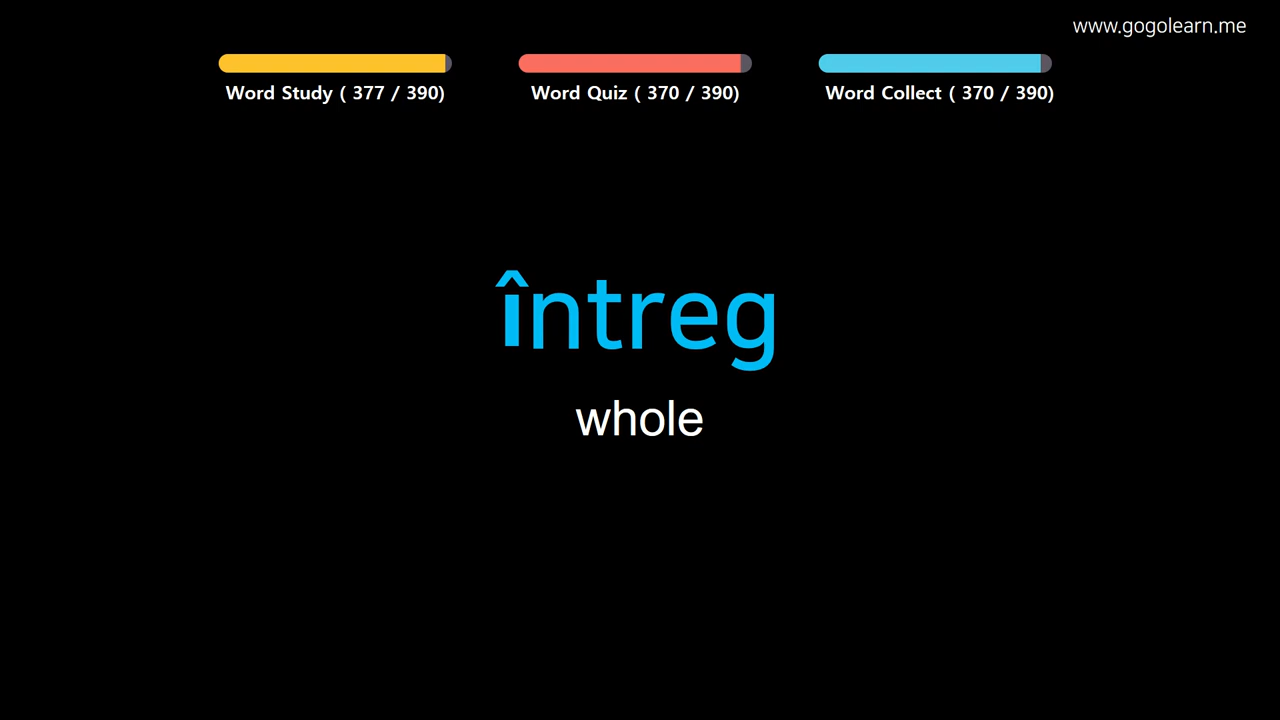 www.gogolearn.me
Word Study ( 377 / 390)
Word Quiz ( 370 / 390)
Word Collect ( 370 / 390)
întreg
whole